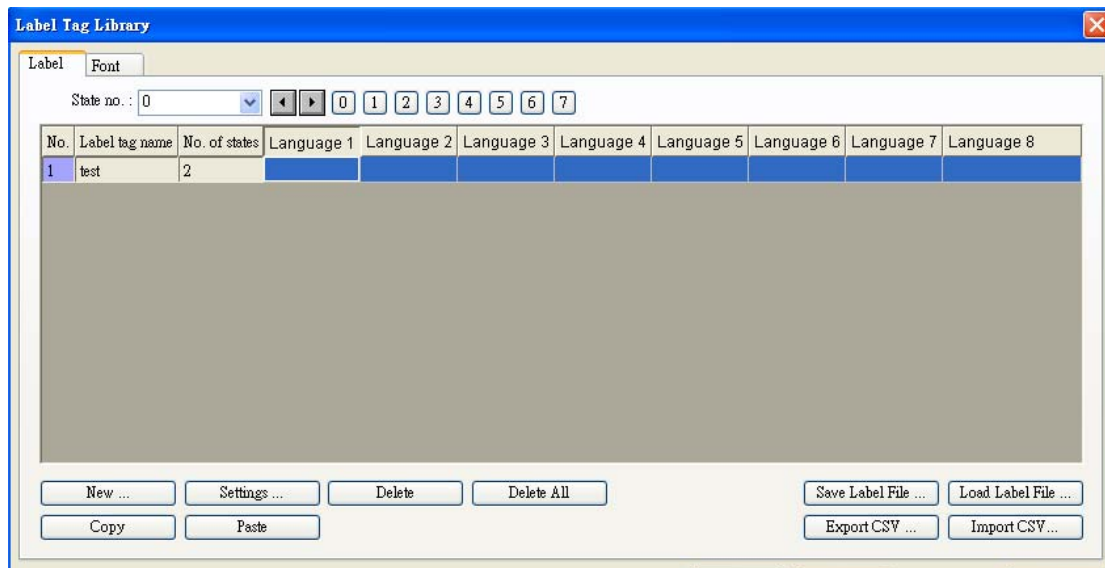 Label Tag Library
Label Font
State no. : 0 0 1 2 3 4 5 6 7
No. Label tag name No. of states Language 1 Language 2 Language 3 Language 4 Language 5 Language 6 Language 7 Language 8
1 test 2
New ... Settings ... Delete Delete All Save Label File ... Load Label File ...
Copy Paste Export CSV ... Import CSV...